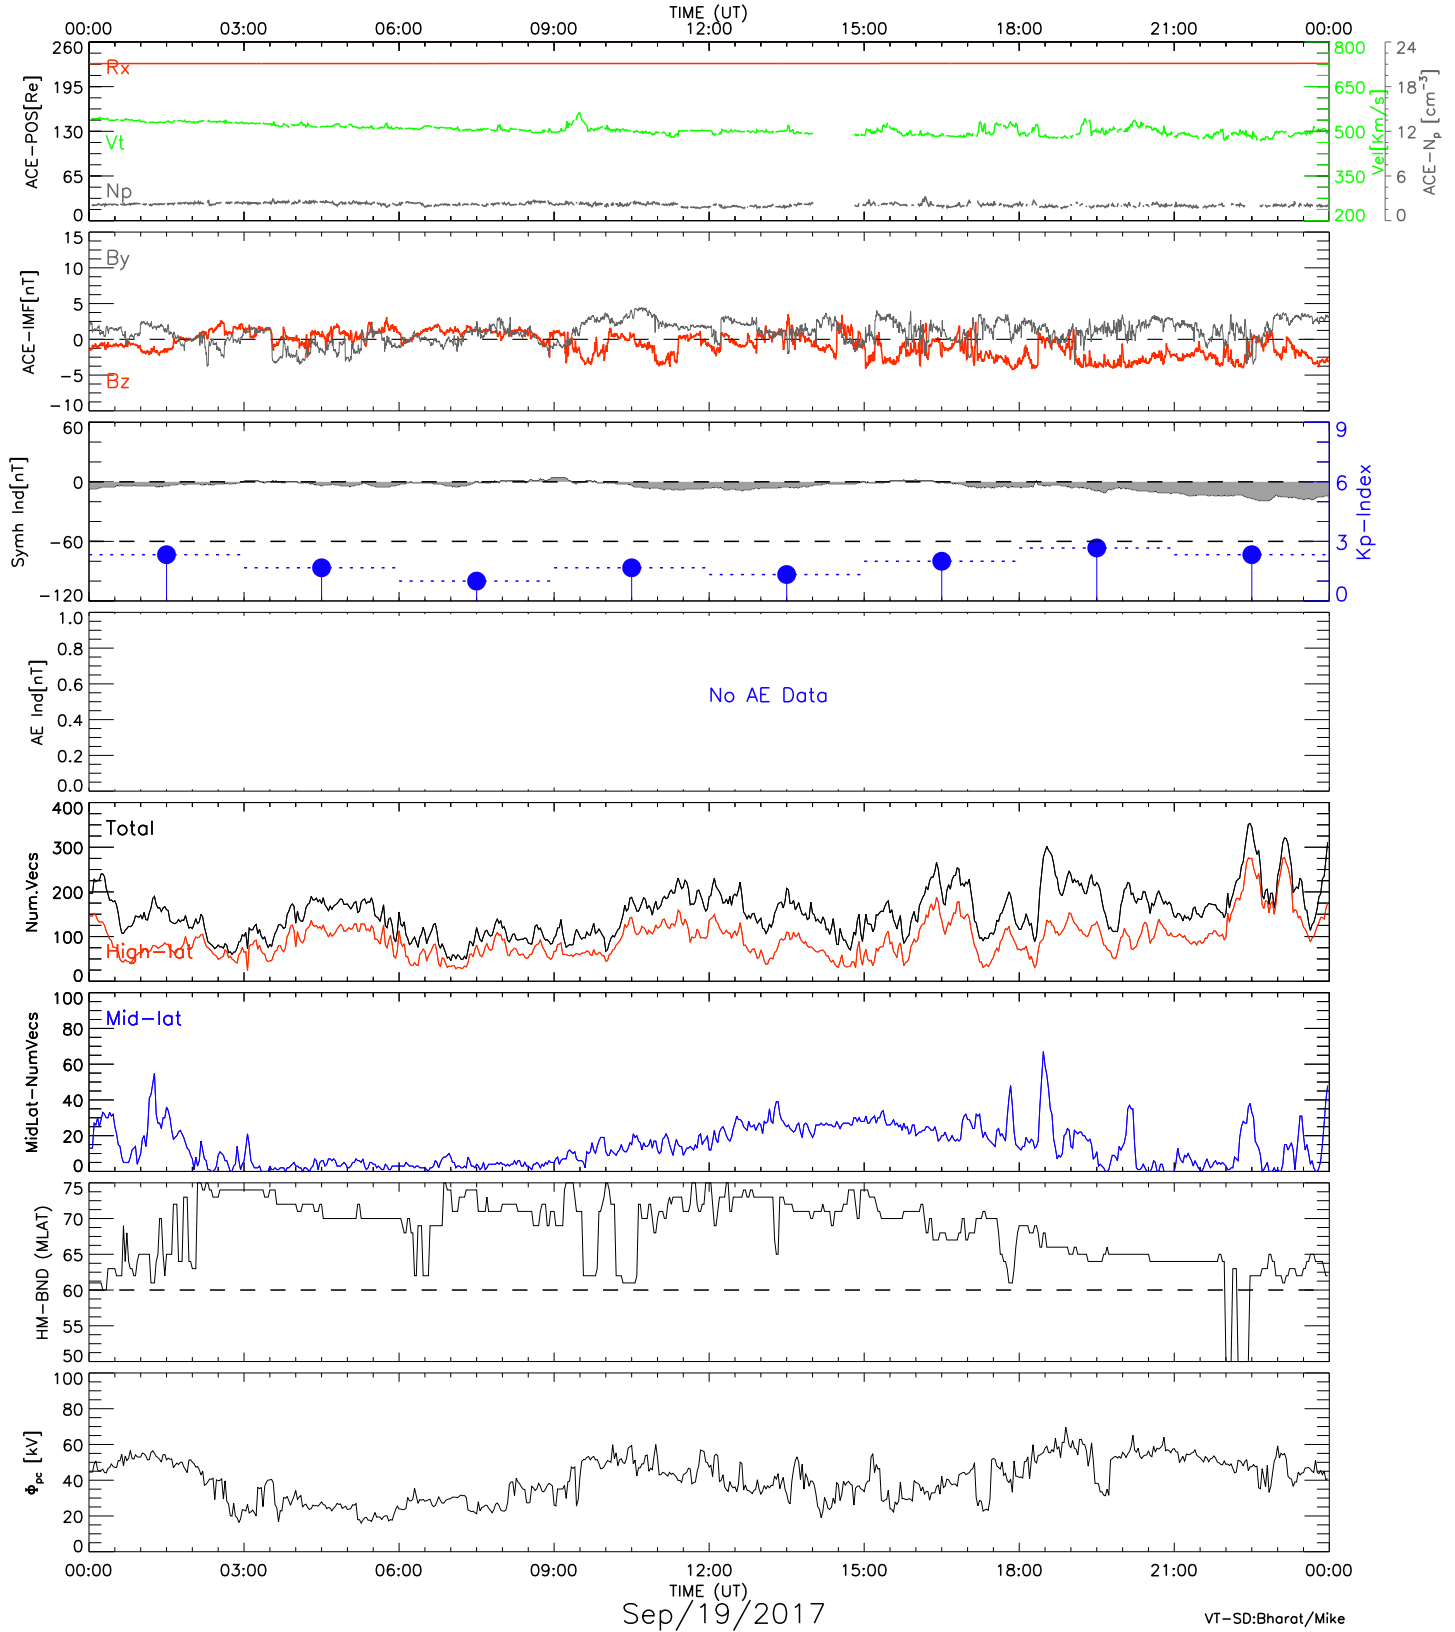 TIME (UT)
00:00 03:00 06:00 09:00 12:00 15:00 18:00 21:00 00:00
260 195 130 65 0
ACE-POS[Re]
Rx
Vt
Np
800 650 500 350 200
Vel[Km/s]
24 18 12 6 0
ACE-Np [cm⁻³]
15 10 5 0 -5 -10
ACE-IMF[nT]
By
Bz
60 0 -60 -120
Symh Ind[nT]
9 6 3 0
Kp-Index
1.0 0.8 0.6 0.4 0.2 0.0
AE Ind[nT]
No AE Data
400 300 200 100 0
Num.Vecs
Total
High-lat
100 80 60 40 20 0
MidLat-NumVecs
Mid-lat
75 70 65 60 55 50
HM-BND (MLAT)
100 80 60 40 20 0
Φpc [kV]
00:00 03:00 06:00 09:00 12:00 15:00 18:00 21:00 00:00
TIME (UT)
Sep/19/2017
VT-SD:Bharat/Mike